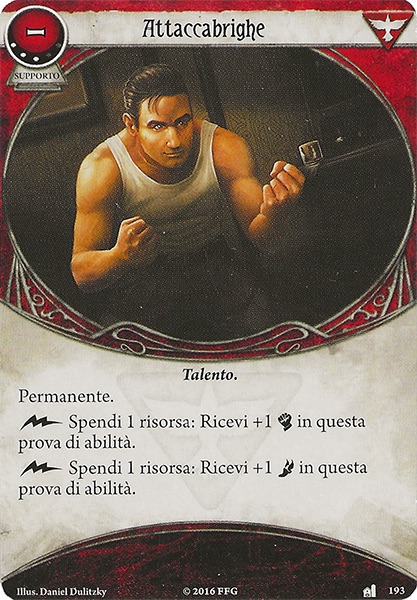 Attaccabrighe
SUPPORTO
Talento.
Permanente.
Spendi 1 risorsa: Ricevi +1 in questa
prova di abilità.
Spendi 1 risorsa: Ricevi +1 in questa
prova di abilità.
Illus. Daniel Dulitzky © 2016 FFG 193